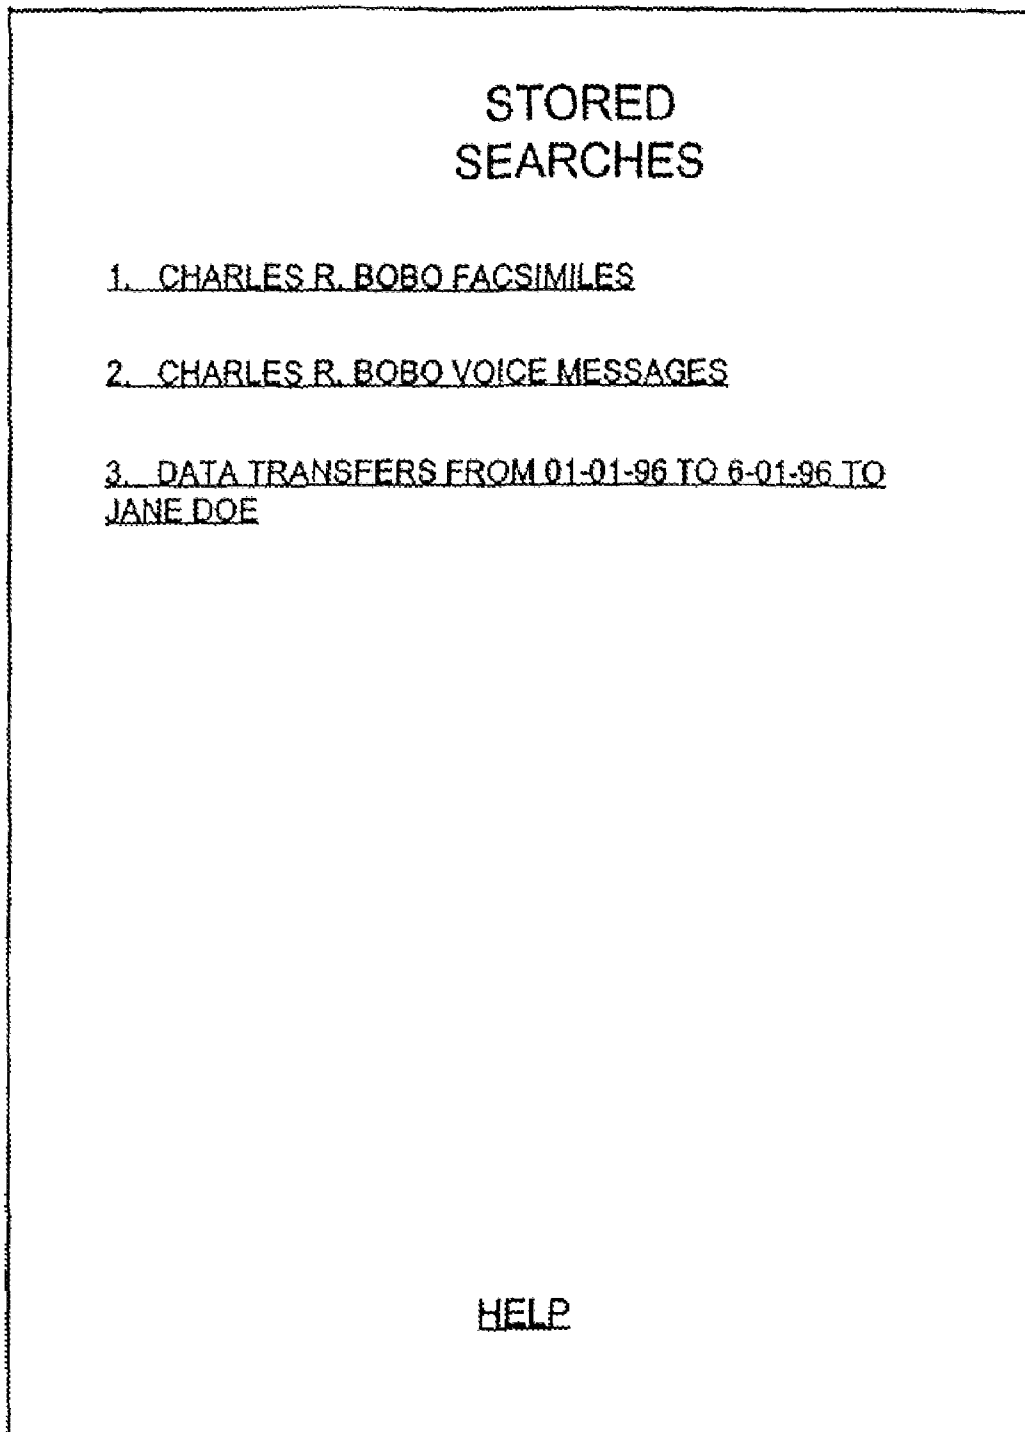 STORED
SEARCHES
1. CHARLES R. BOBO FACSIMILES
2. CHARLES R. BOBO VOICE MESSAGES
3. DATA TRANSFERS FROM 01-01-96 TO 6-01-96 TO
JANE DOE
HELP